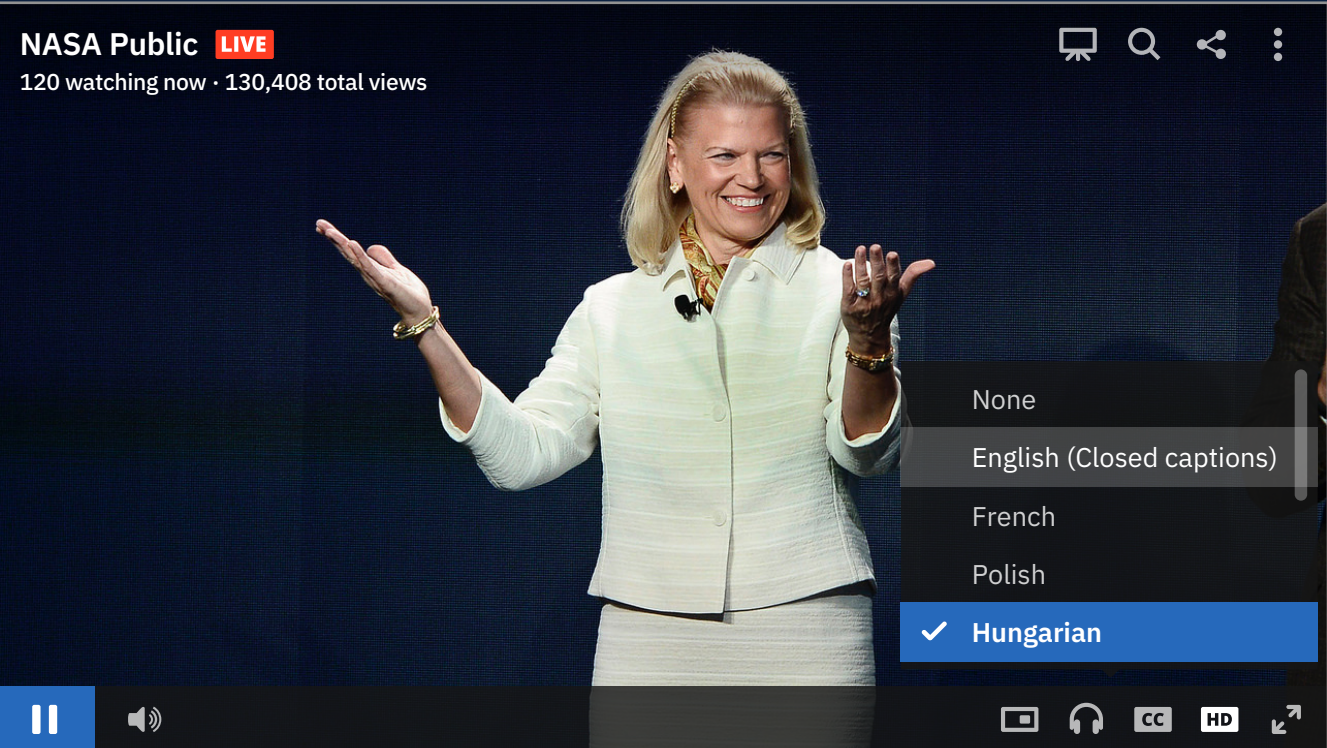 NASA Public LIVE
120 watching now · 130,408 total views
None
English (Closed captions)
French
Polish
Hungarian
CC HD